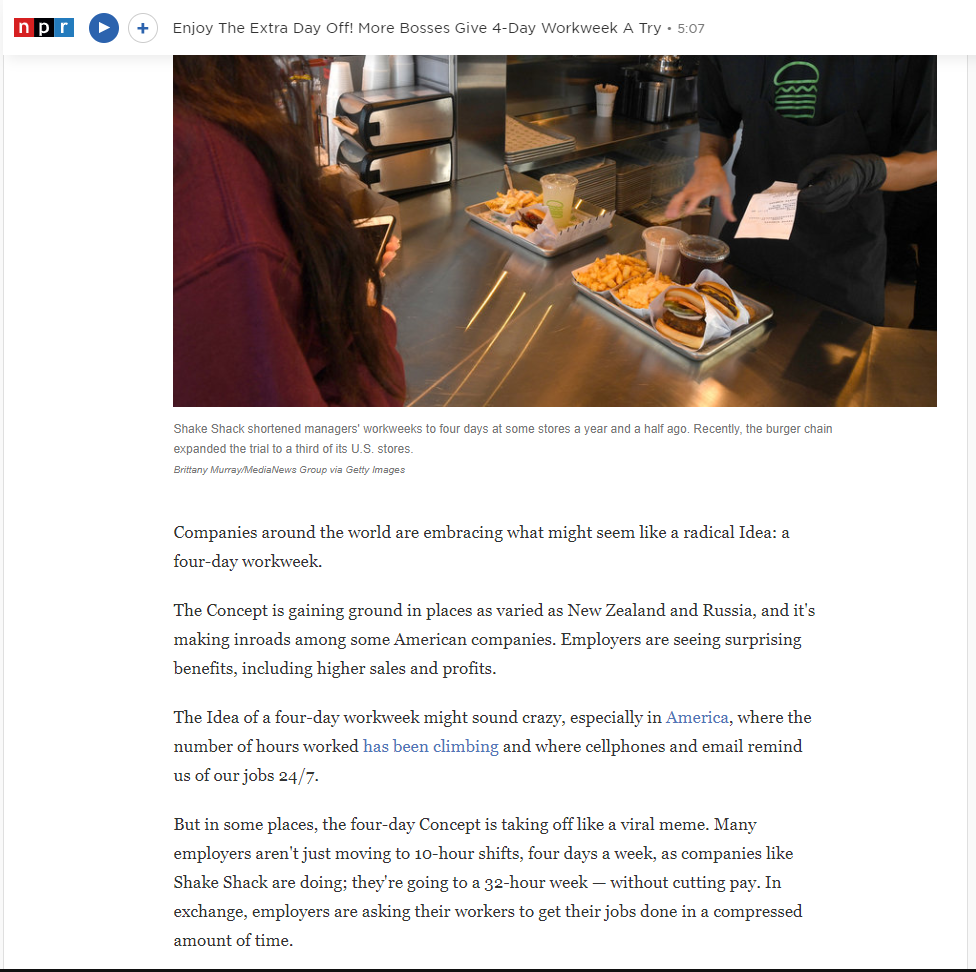 npr Enjoy The Extra Day Off! More Bosses Give 4-Day Workweek A Try • 5:07
Shake Shack shortened managers' workweeks to four days at some stores a year and a half ago. Recently, the burger chain
expanded the trial to a third of its U.S. stores.
Brittany Murray/MediaNews Group via Getty Images
Companies around the world are embracing what might seem like a radical Idea: a
four-day workweek.
The Concept is gaining ground in places as varied as New Zealand and Russia, and it's
making inroads among some American companies. Employers are seeing surprising
benefits, including higher sales and profits.
The Idea of a four-day workweek might sound crazy, especially in America, where the
number of hours worked has been climbing and where cellphones and email remind
us of our jobs 24/7.
But in some places, the four-day Concept is taking off like a viral meme. Many
employers aren't just moving to 10-hour shifts, four days a week, as companies like
Shake Shack are doing; they're going to a 32-hour week — without cutting pay. In
exchange, employers are asking their workers to get their jobs done in a compressed
amount of time.